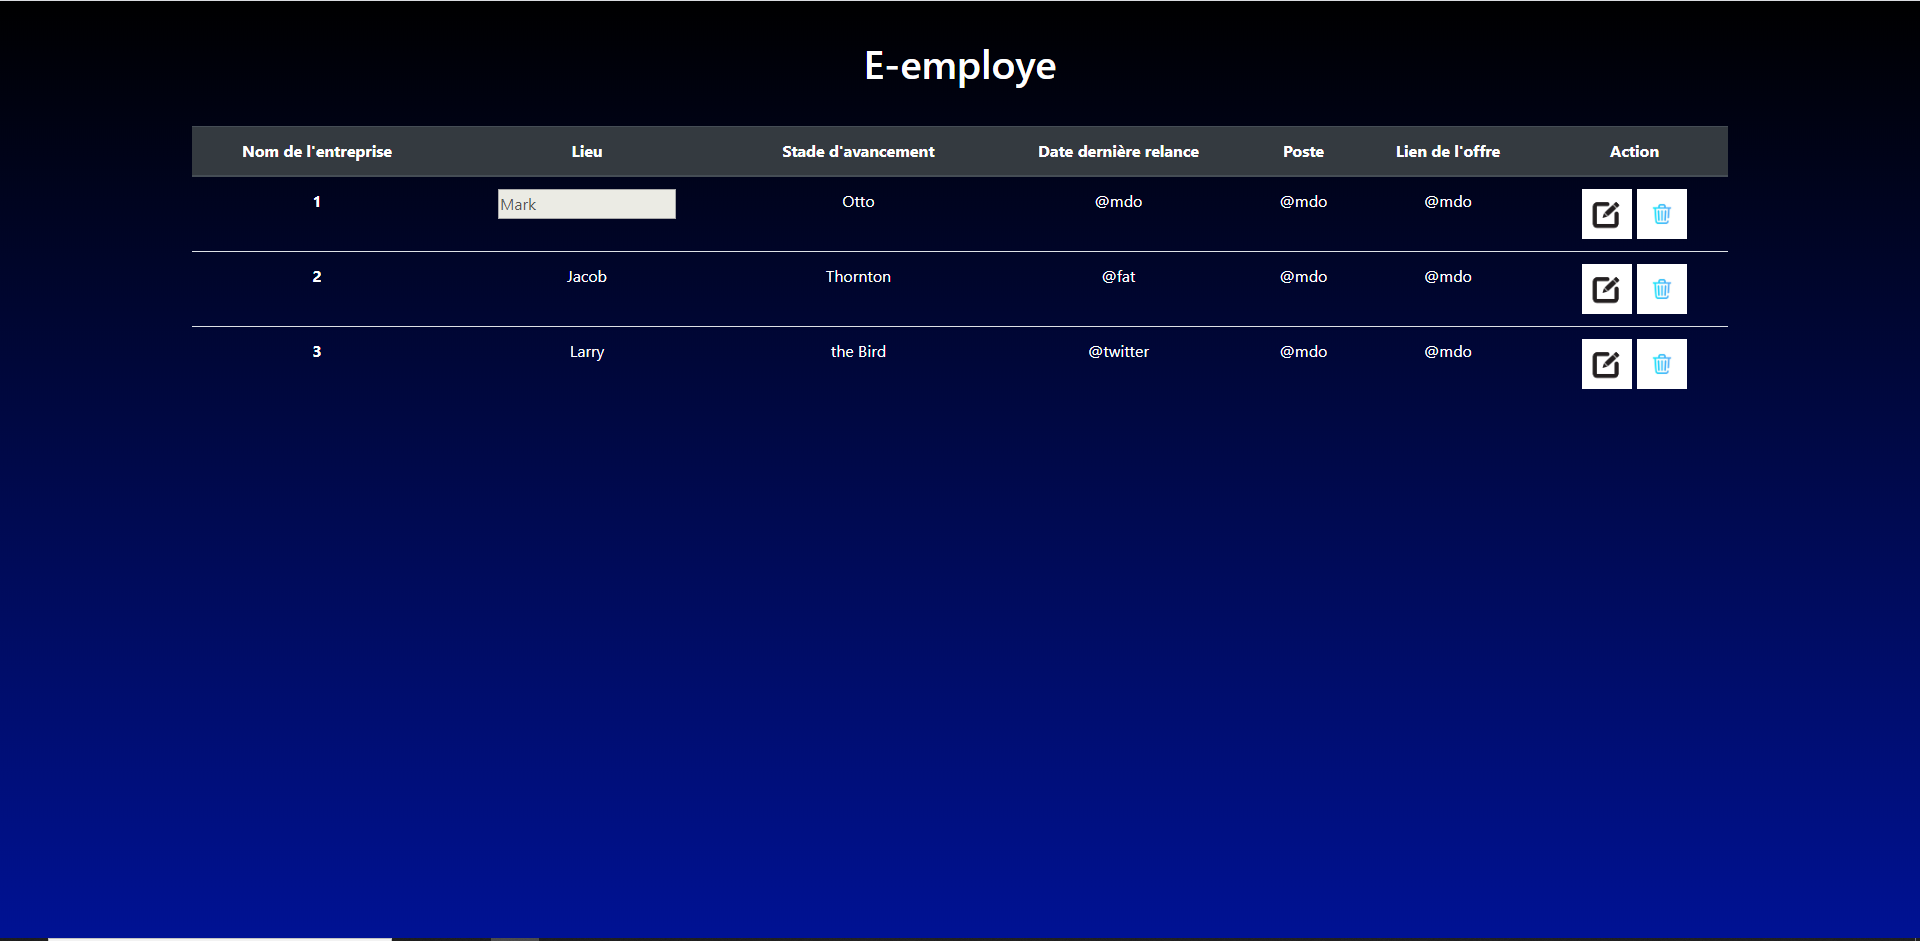 E-employe
Nom de l'entreprise Lieu Stade d'avancement Date dernière relance Poste Lien de l'offre Action
1 Mark Otto @mdo @mdo @mdo
2 Jacob Thornton @fat @mdo @mdo
3 Larry the Bird @twitter @mdo @mdo